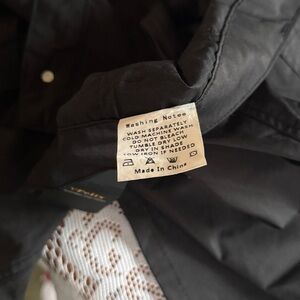 Washing Notes
WASH SEPARATELY
COLD MACHINE WASH
DO NOT BLEACH
TUMBLE DRY LOW
DRY IN SHADE
LOW IRON IF NEEDED
Made In China